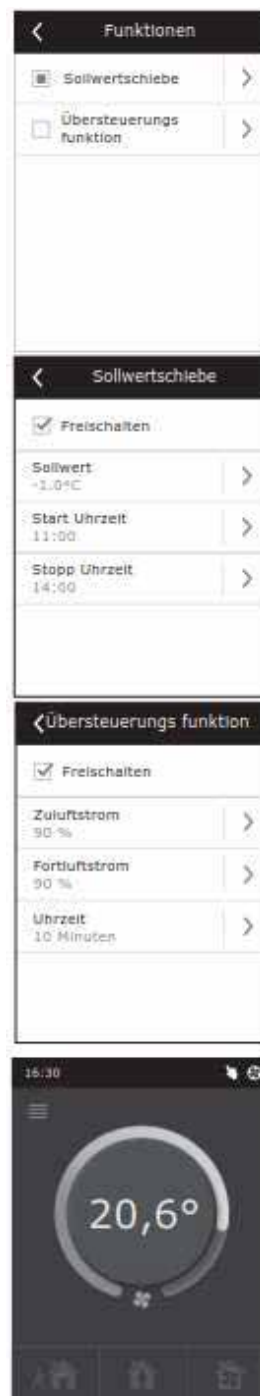 Funktionen
Sollwertschiebe
Übersteuerungs
funktion
Sollwertschiebe
Freischalten
Sollwert
-1.0°C
Start Uhrzeit
11:00
Stopp Uhrzeit
14:00
Übersteuerungs funktion
Freischalten
Zuluftstrom
90 %
Fortluftstrom
90 %
Uhrzeit
10 Minuten
16:30
20,6°